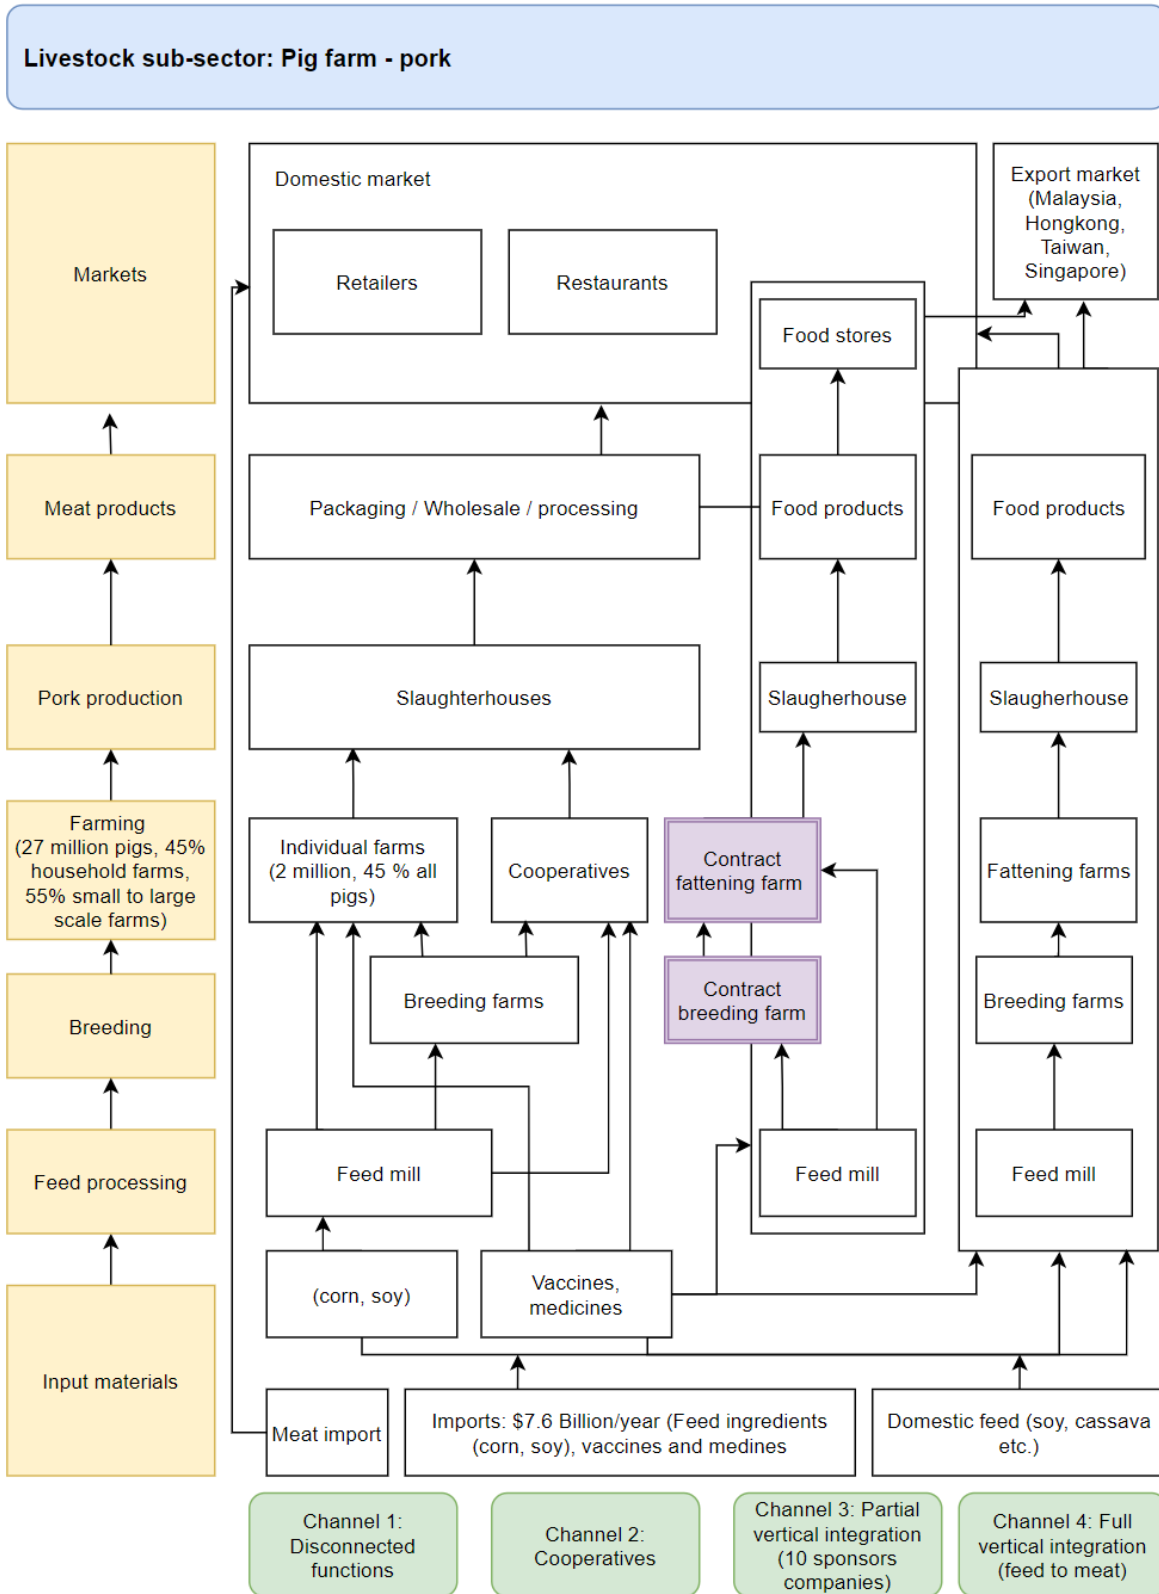 Livestock sub-sector: Pig farm - pork
Markets
Domestic market
Retailers
Restaurants
Food stores
Export market
(Malaysia,
Hongkong,
Taiwan,
Singapore)
Meat products
Packaging / Wholesale / processing
Food products
Food products
Pork production
Slaughterhouses
Slaugherhouse
Slaugherhouse
Farming
(27 million pigs, 45%
household farms,
55% small to large
scale farms)
Individual farms
(2 million, 45 % all
pigs)
Cooperatives
Contract
fattening farm
Fattening farms
Breeding
Breeding farms
Contract
breeding farm
Breeding farms
Feed processing
Feed mill
Feed mill
Feed mill
Input materials
(corn, soy)
Vaccines,
medicines
Meat import
Imports: $7.6 Billion/year (Feed ingredients
(corn, soy), vaccines and medines
Domestic feed (soy, cassava
etc.)
Channel 1:
Disconnected
functions
Channel 2:
Cooperatives
Channel 3: Partial
vertical integration
(10 sponsors
companies)
Channel 4: Full
vertical integration
(feed to meat)